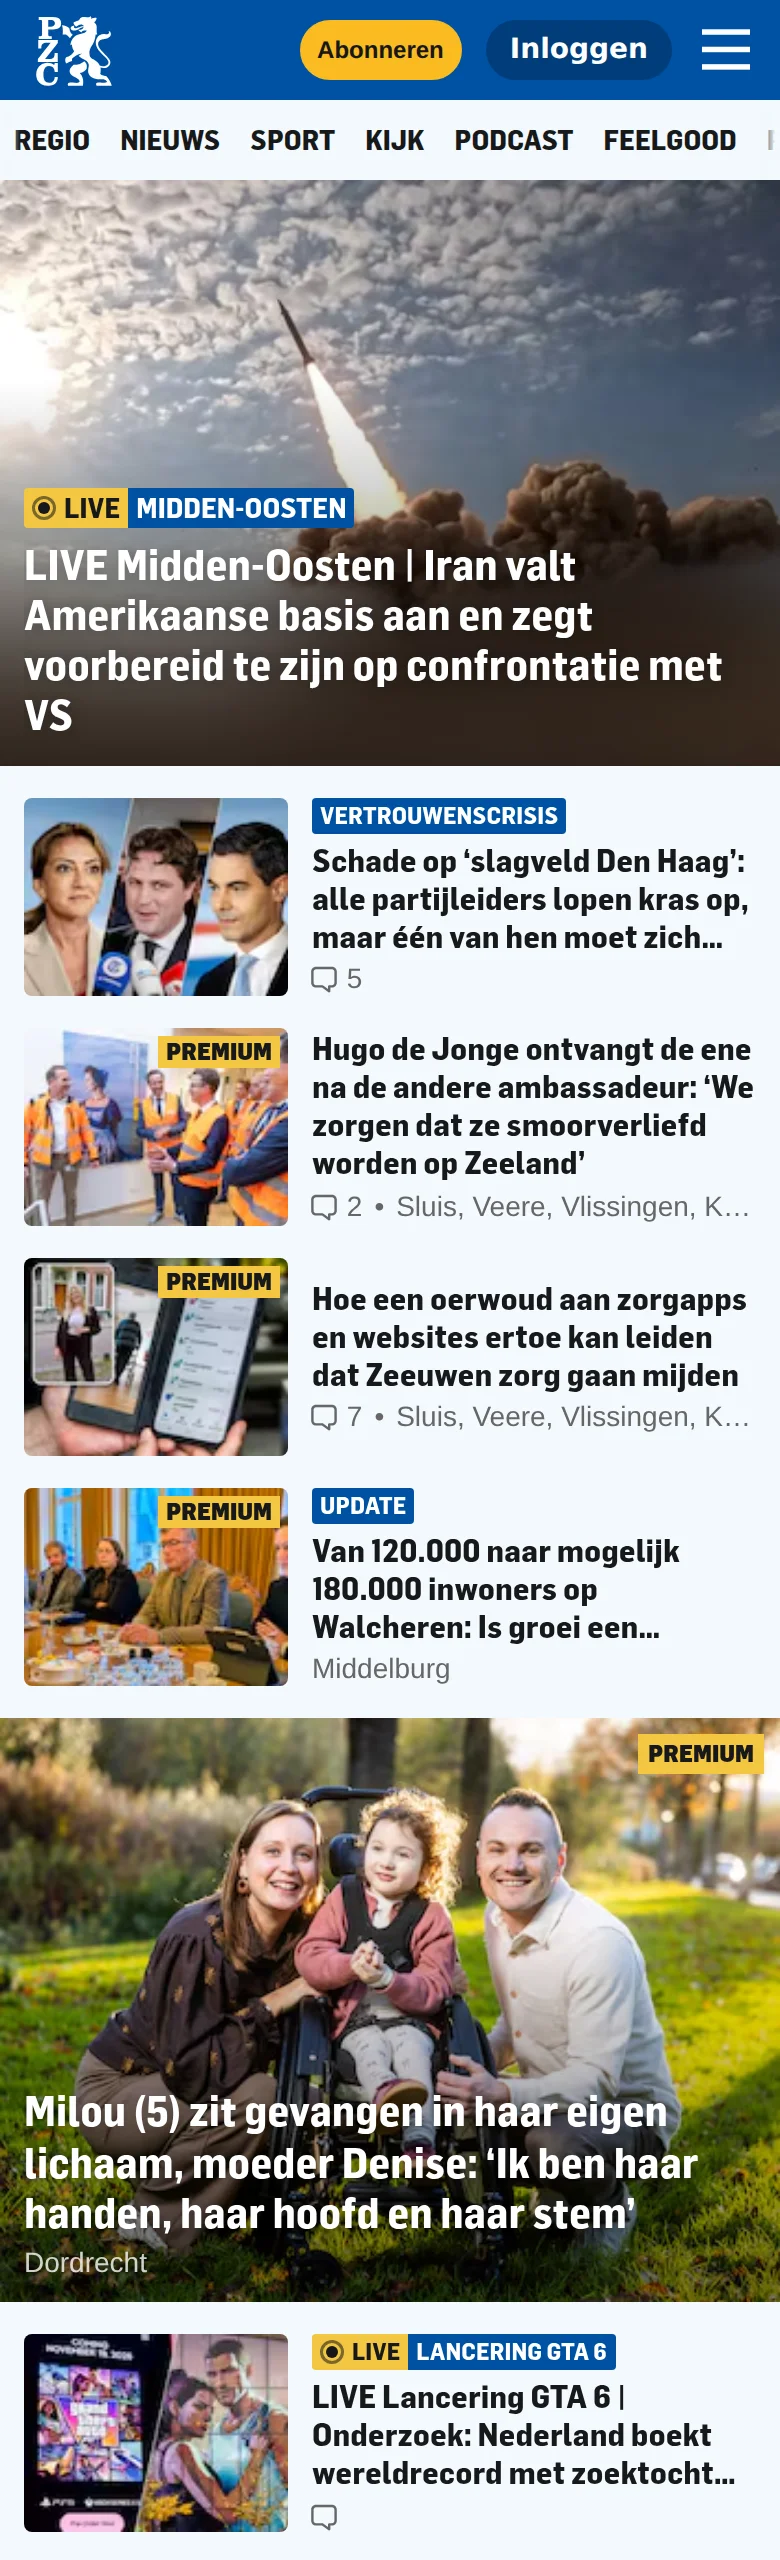 PZC
Abonneren
Inloggen
REGIO NIEUWS SPORT KIJK PODCAST FEELGOOD
LIVE MIDDEN-OOSTEN
LIVE Midden-Oosten | Iran valt
Amerikaanse basis aan en zegt
voorbereid te zijn op confrontatie met
VS
VERTROUWENSCRISIS
Schade op ‘slagveld Den Haag’:
alle partijleiders lopen kras op,
maar één van hen moet zich...
5
PREMIUM
Hugo de Jonge ontvangt de ene
na de andere ambassadeur: ‘We
zorgen dat ze smoorverliefd
worden op Zeeland’
2 • Sluis, Veere, Vlissingen, K...
PREMIUM
Hoe een oerwoud aan zorgapps
en websites ertoe kan leiden
dat Zeeuwen zorg gaan mijden
7 • Sluis, Veere, Vlissingen, K...
PREMIUM
UPDATE
Van 120.000 naar mogelijk
180.000 inwoners op
Walcheren: Is groei een...
Middelburg
PREMIUM
Milou (5) zit gevangen in haar eigen
lichaam, moeder Denise: ‘Ik ben haar
handen, haar hoofd en haar stem’
Dordrecht
COMING
LIVE LANCERING GTA 6
LIVE Lancering GTA 6 |
Onderzoek: Nederland boekt
wereldrecord met zoektocht...